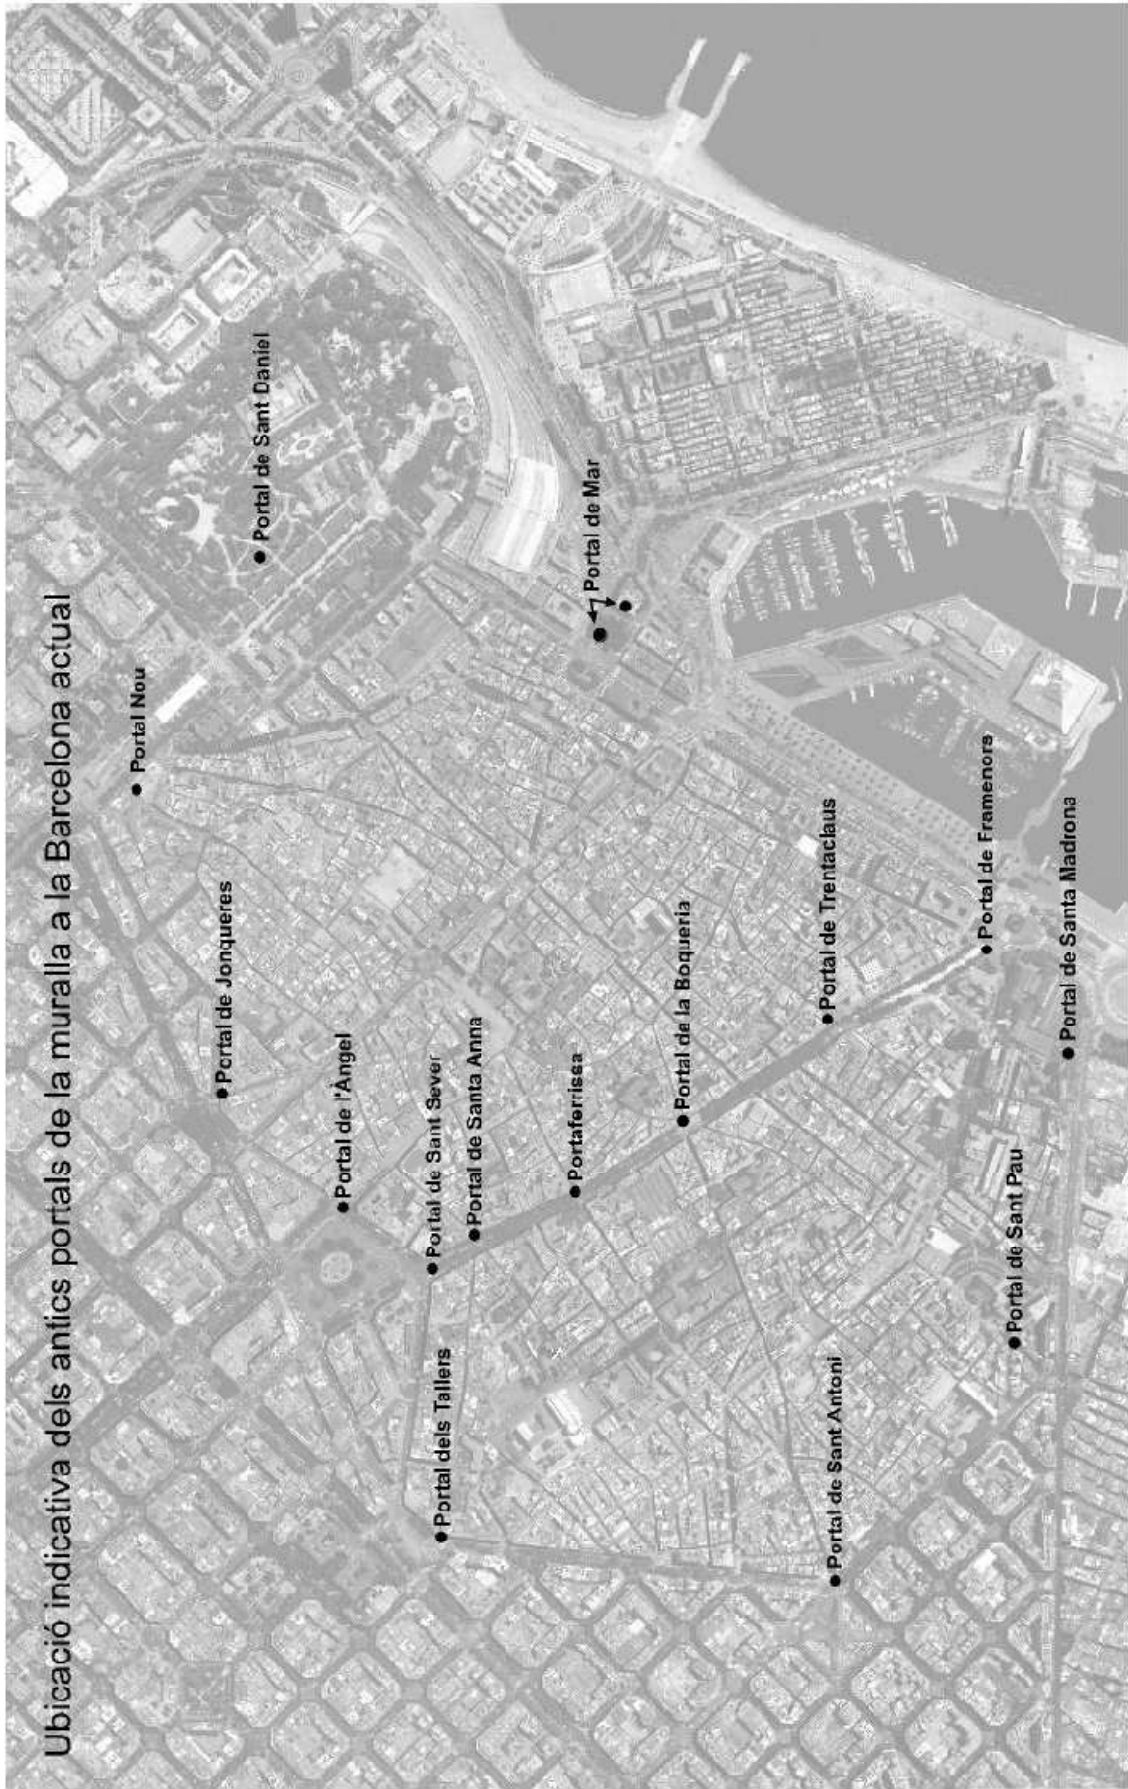 Ubicació indicativa dels antics portals de la muralla a la Barcelona actual
Portal Nou
Portal de Sant Daniel
Portal de Jonqueres
Portal de l'Àngel
Portal de Sant Sever
Portal dels Tallers
Portal de Santa Anna
Portaferrissa
Portal de Mar
Portal de la Boqueria
Portal de Trentaclaus
Portal de Sant Antoni
Portal de Framenors
Portal de Sant Pau
Portal de Santa Madrona